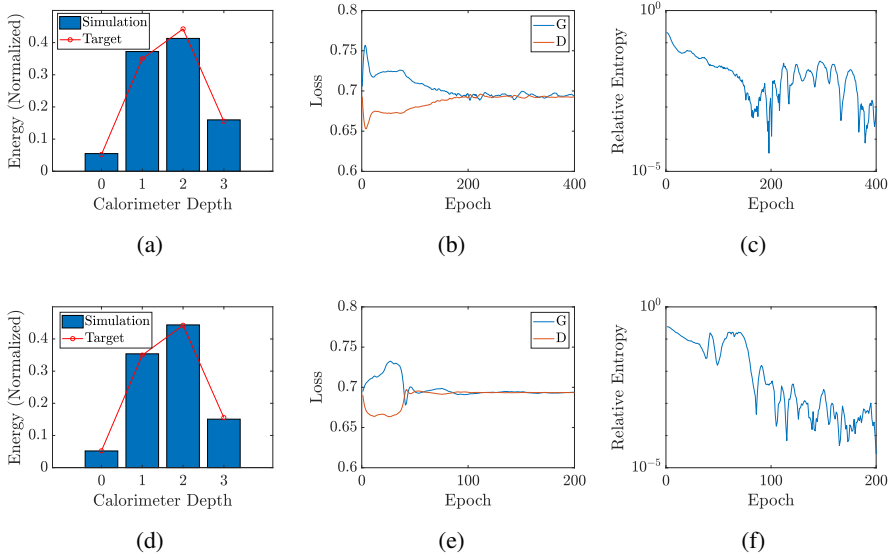 Energy (Normalized)
0.4
0.3
0.2
0.1
0
Simulation
Target
0 1 2 3
Calorimeter Depth
(a)
Loss
0.8
0.75
0.7
0.65
0.6
G
D
0 200 400
Epoch
(b)
Relative Entropy
10^0
10^-5
0 200 400
Epoch
(c)
Energy (Normalized)
0.4
0.3
0.2
0.1
0
Simulation
Target
0 1 2 3
Calorimeter Depth
(d)
Loss
0.8
0.75
0.7
0.65
0.6
G
D
0 100 200
Epoch
(e)
Relative Entropy
10^0
10^-5
0 100 200
Epoch
(f)